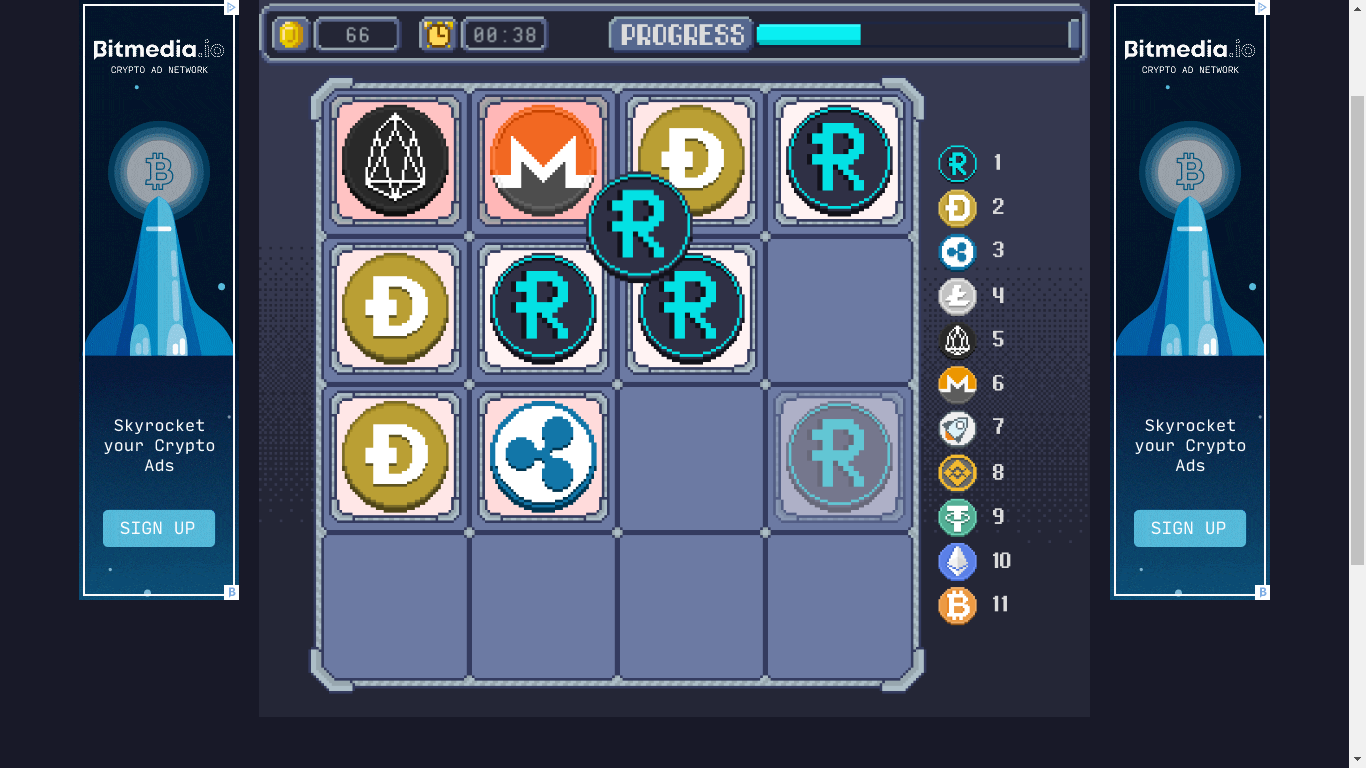 Bitmedia.io
CRYPTO AD NETWORK
Skyrocket
your Crypto
Ads
SIGN UP
B
66
00:38
PROGRESS
1
2
3
4
5
6
7
8
9
10
11
Bitmedia.io
CRYPTO AD NETWORK
Skyrocket
your Crypto
Ads
SIGN UP
B